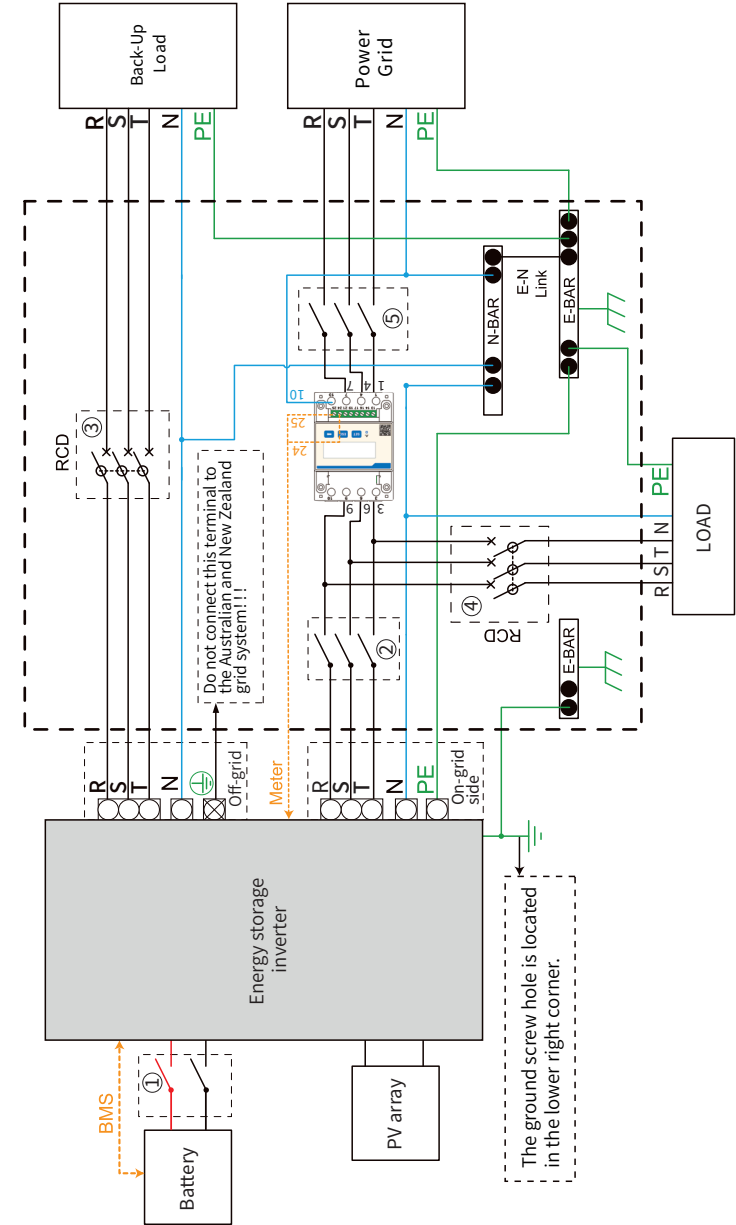 Back-Up
Load
Power
Grid
R
S
T
N
PE
R
S
T
N
PE
RCD
③
⑤
N-BAR
E-N
Link
E-BAR
10
7
4
1
25
24
9
6
3
Do not connect this terminal to
the Australian and New Zealand
grid system!!!
④
RCD
②
R
S
T
N
PE
LOAD
E-BAR
R
S
T
N
Off-grid
Meter
R
S
T
N
PE
On-grid
side
Energy storage
inverter
The ground screw hole is located
in the lower right corner.
BMS
①
Battery
PV array